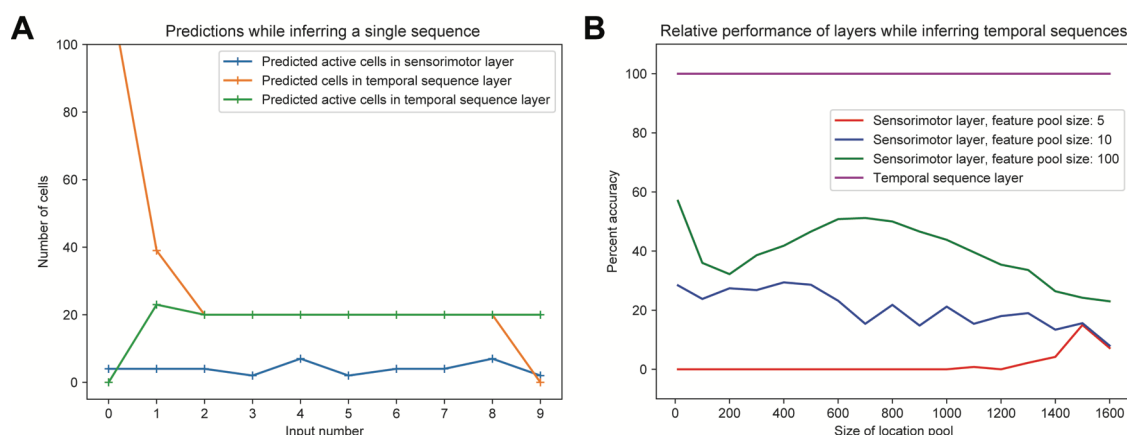 A
Predictions while inferring a single sequence
100
80
60
40
20
0
Number of cells
Predicted active cells in sensorimotor layer
Predicted cells in temporal sequence layer
Predicted active cells in temporal sequence layer
0 1 2 3 4 5 6 7 8 9
Input number
B
Relative performance of layers while inferring temporal sequences
100
80
60
40
20
0
Percent accuracy
Sensorimotor layer, feature pool size: 5
Sensorimotor layer, feature pool size: 10
Sensorimotor layer, feature pool size: 100
Temporal sequence layer
0 200 400 600 800 1000 1200 1400 1600
Size of location pool